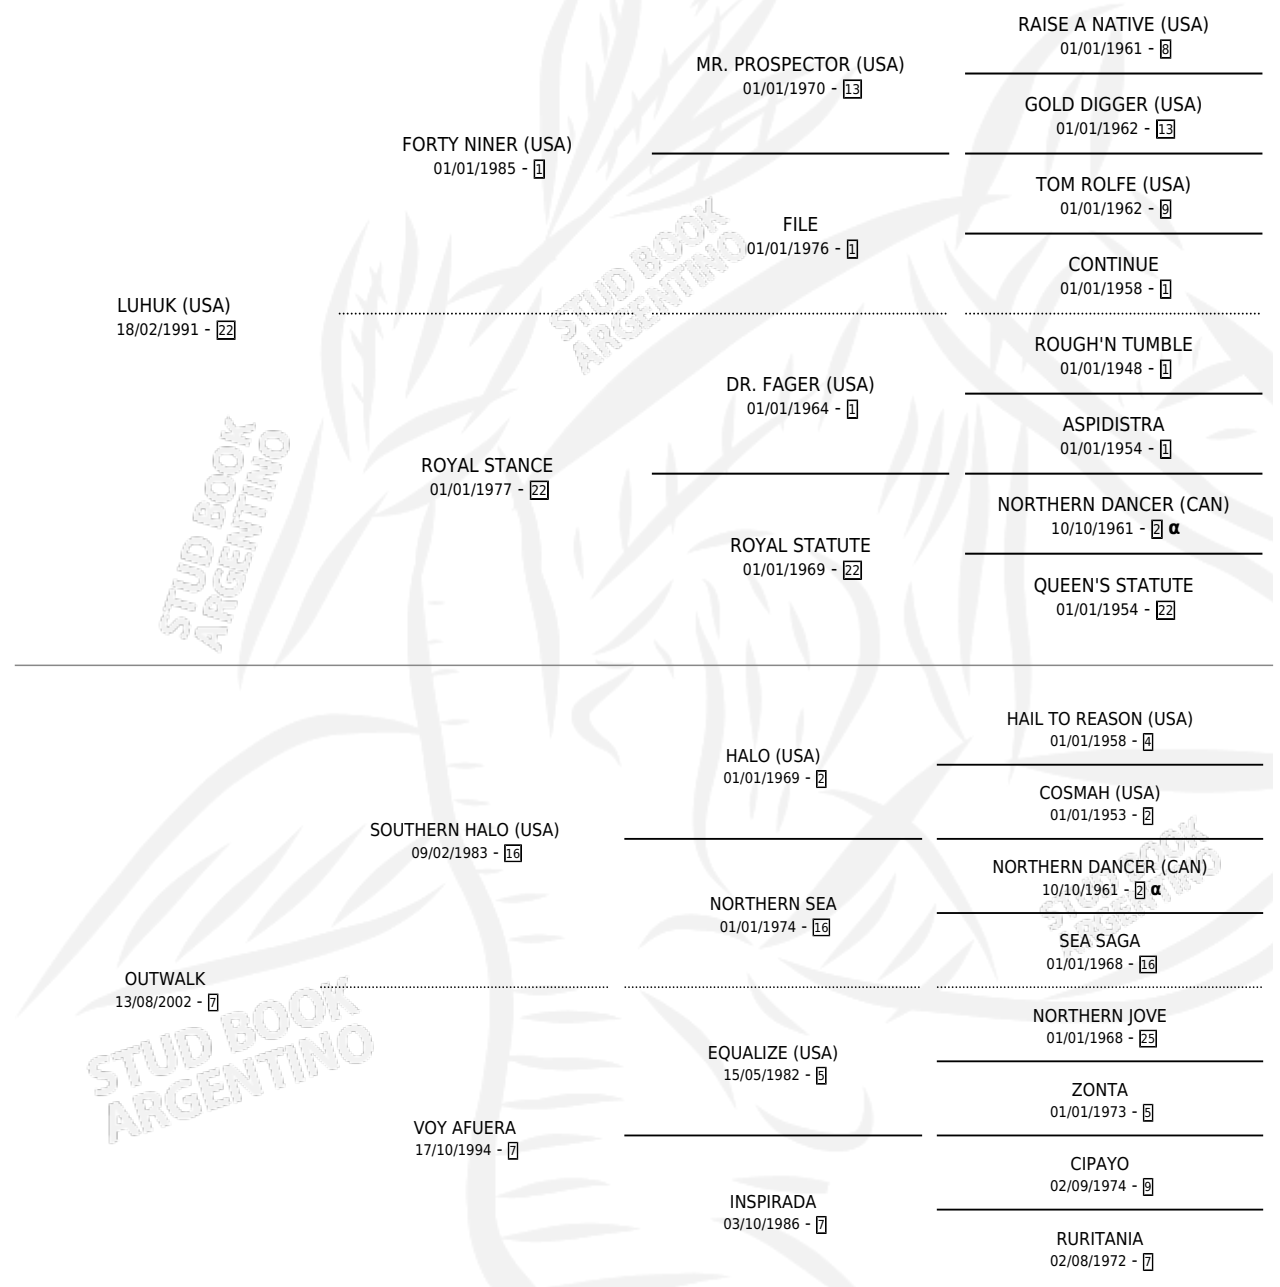 RAISE A NATIVE (USA)
01/01/1961 - 8
MR. PROSPECTOR (USA)
01/01/1970 - 13
GOLD DIGGER (USA)
01/01/1962 - 13
FORTY NINER (USA)
01/01/1985 - 1
TOM ROLFE (USA)
01/01/1962 - 9
FILE
01/01/1976 - 1
CONTINUE
01/01/1958 - 1
LUHUK (USA)
18/02/1991 - 22
ROUGH'N TUMBLE
01/01/1948 - 1
DR. FAGER (USA)
01/01/1964 - 1
ASPIDISTRA
01/01/1954 - 1
ROYAL STANCE
01/01/1977 - 22
NORTHERN DANCER (CAN)
10/10/1961 - 2 α
ROYAL STATUTE
01/01/1969 - 22
QUEEN'S STATUTE
01/01/1954 - 22
HAIL TO REASON (USA)
01/01/1958 - 4
HALO (USA)
01/01/1969 - 2
COSMAH (USA)
01/01/1953 - 2
SOUTHERN HALO (USA)
09/02/1983 - 16
NORTHERN DANCER (CAN)
10/10/1961 - 2 α
NORTHERN SEA
01/01/1974 - 16
SEA SAGA
01/01/1968 - 16
OUTWALK
13/08/2002 - 7
NORTHERN JOVE
01/01/1968 - 25
EQUALIZE (USA)
15/05/1982 - 5
ZONTA
01/01/1973 - 5
VOY AFUERA
17/10/1994 - 7
CIPAYO
02/09/1974 - 9
INSPIRADA
03/10/1986 - 7
RURITANIA
02/08/1972 - 7
STUD BOOK
ARGENTINO
STUD BOOK
ARGENTINO
STUD BOOK
ARGENTINO
STUD BOOK
ARGENTINO